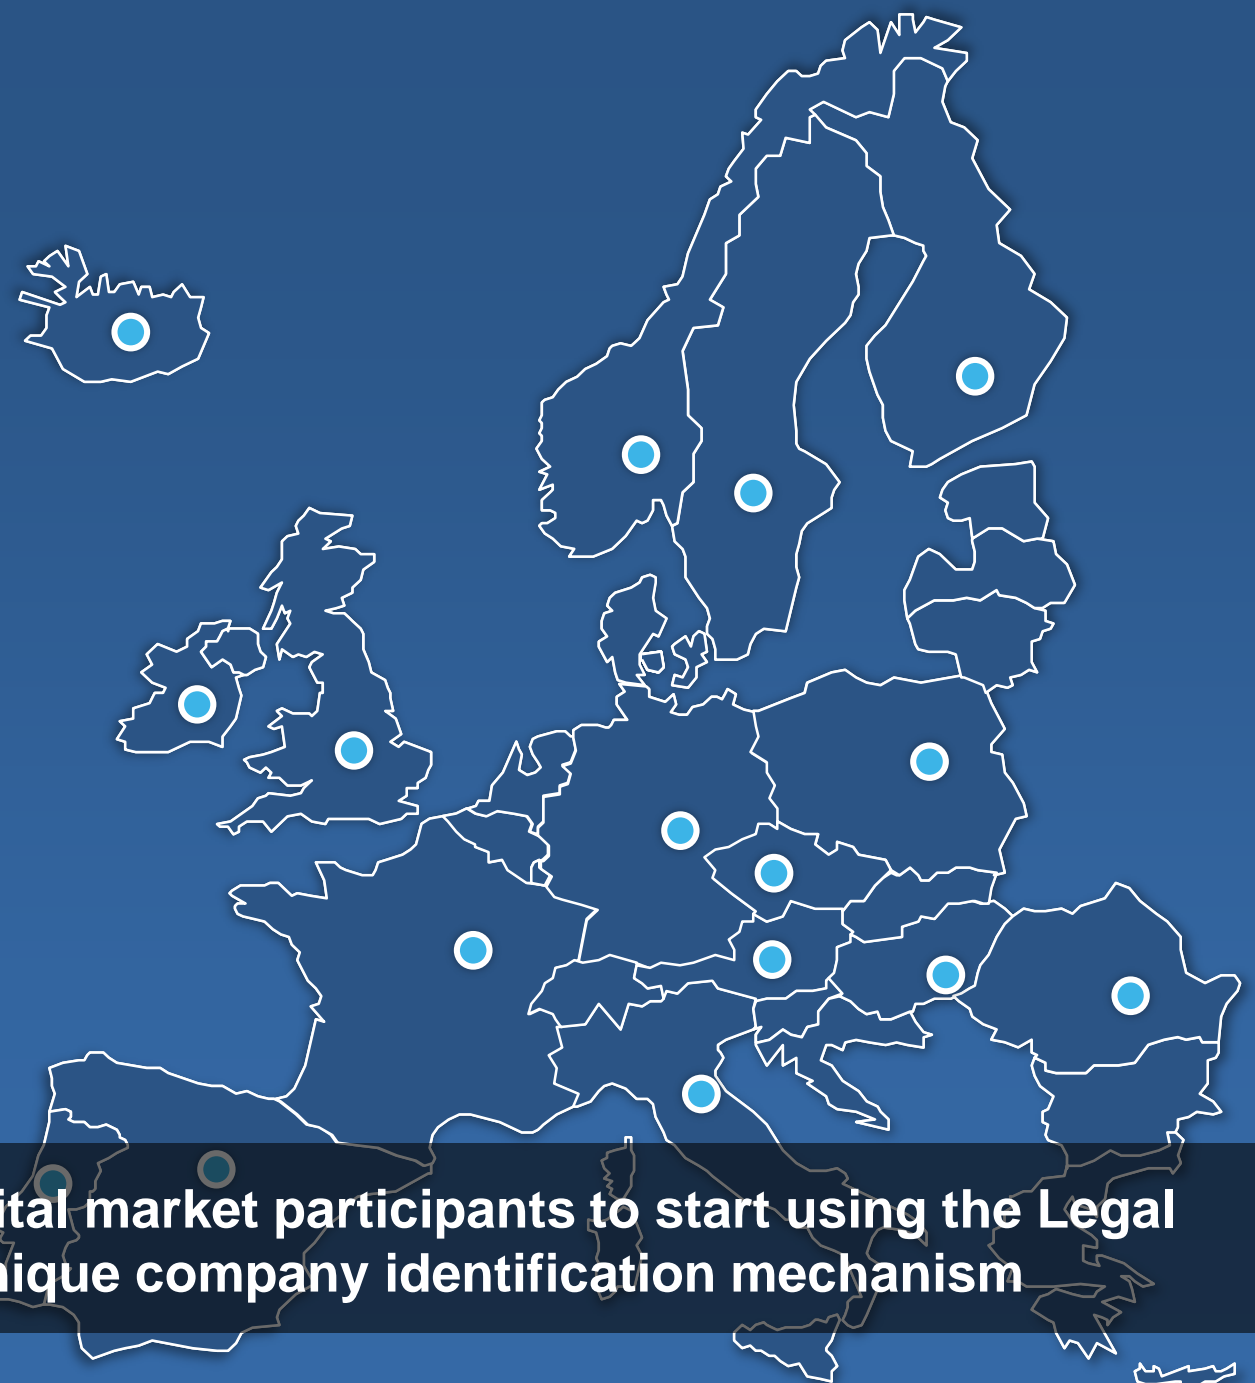 ital market participants to start using the Legal
nique company identification mechanism